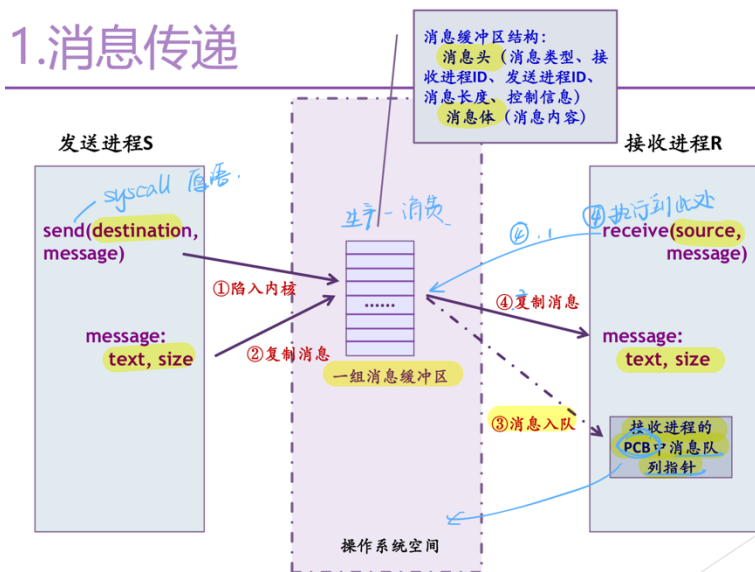 1.消息传递
消息缓冲区结构：
消息头（消息类型、接
收进程ID、发送进程ID、
消息长度、控制信息）
消息体（消息内容）
发送进程S
接收进程R
syscall 原语.
send(destination,
message)
生产-消费
④.1
④执行到此处
receive(source,
message)
①陷入内核
……
④复制消息
message:
text, size
②复制消息
一组消息缓冲区
message:
text, size
③消息入队
接收进程的
PCB中消息队
列指针
操作系统空间